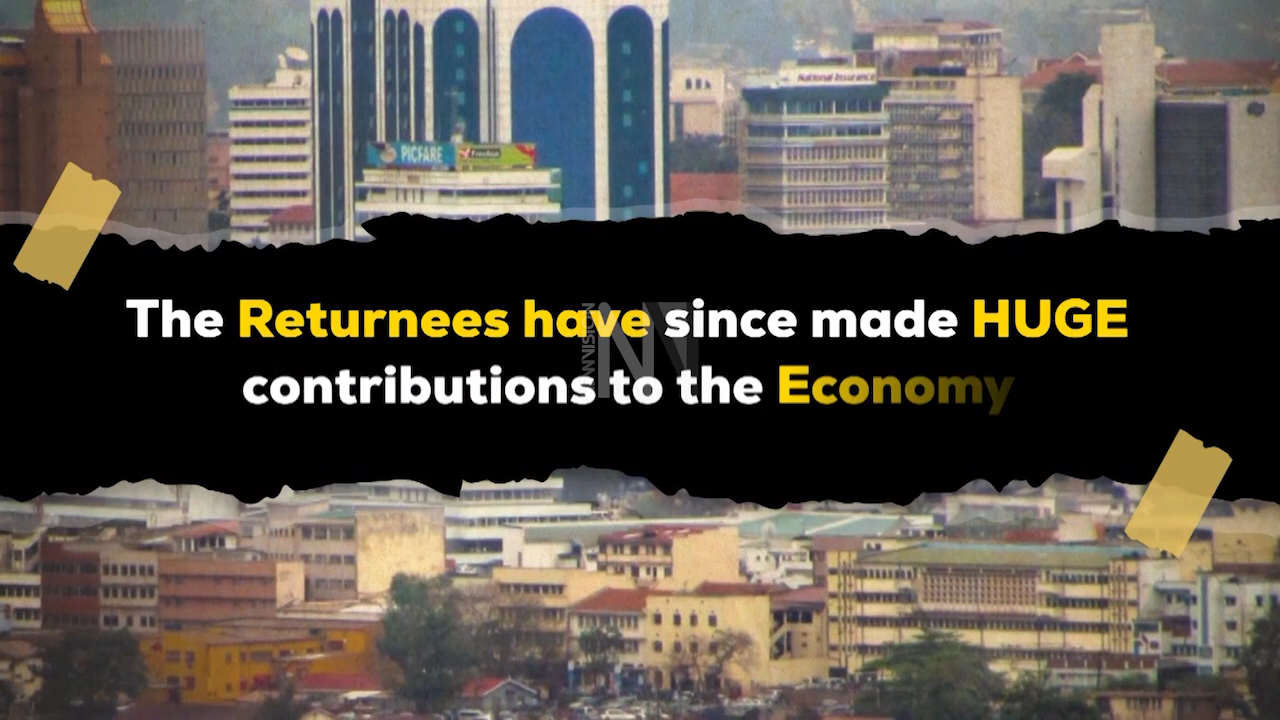 National Insurance
PICFARE
The Returnees have since made HUGE
contributions to the Economy